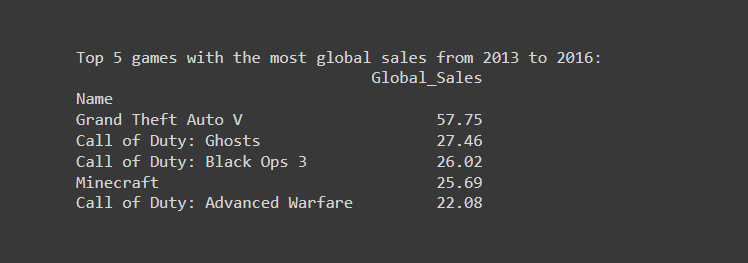 Top 5 games with the most global sales from 2013 to 2016:
Global_Sales
Name
Grand Theft Auto V 57.75
Call of Duty: Ghosts 27.46
Call of Duty: Black Ops 3 26.02
Minecraft 25.69
Call of Duty: Advanced Warfare 22.08